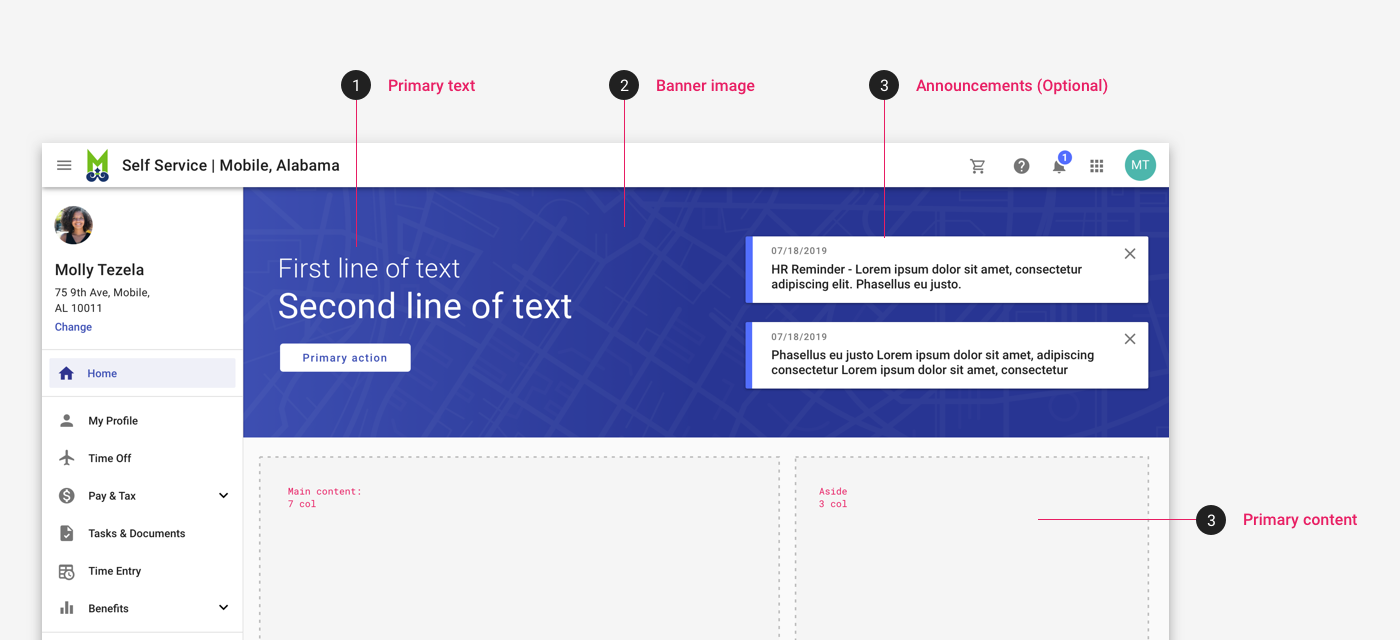 1 Primary text
2 Banner image
3 Announcements (Optional)
Self Service | Mobile, Alabama
1
MT
Molly Tezela
75 9th Ave, Mobile,
AL 10011
Change
Home
My Profile
Time Off
Pay & Tax
Tasks & Documents
Time Entry
Benefits
First line of text
Second line of text
Primary action
07/18/2019
HR Reminder - Lorem ipsum dolor sit amet, consectetur
adipiscing elit. Phasellus eu justo.
07/18/2019
Phasellus eu justo Lorem ipsum dolor sit amet, adipiscing
consectetur Lorem ipsum dolor sit amet, consectetur
Main content:
7 col
Aside
3 col
3 Primary content